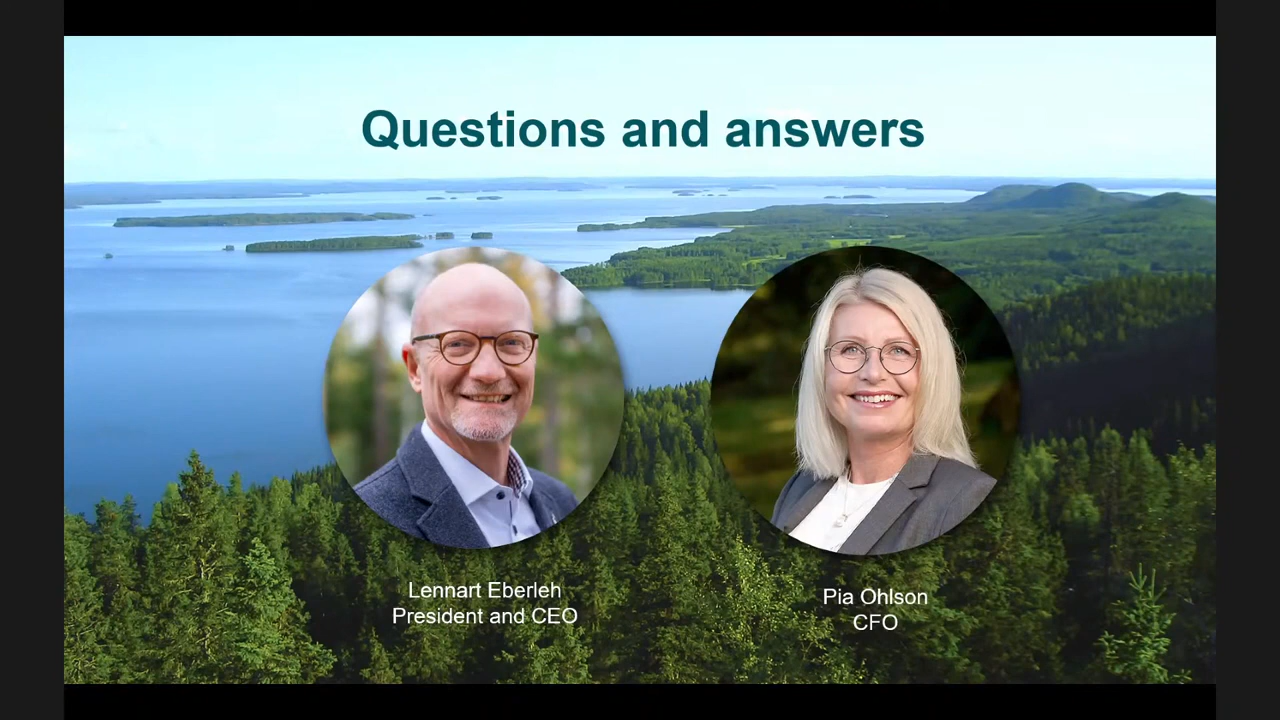 Questions and answers
Lennart Eberleh
President and CEO
Pia Ohlson
CFO